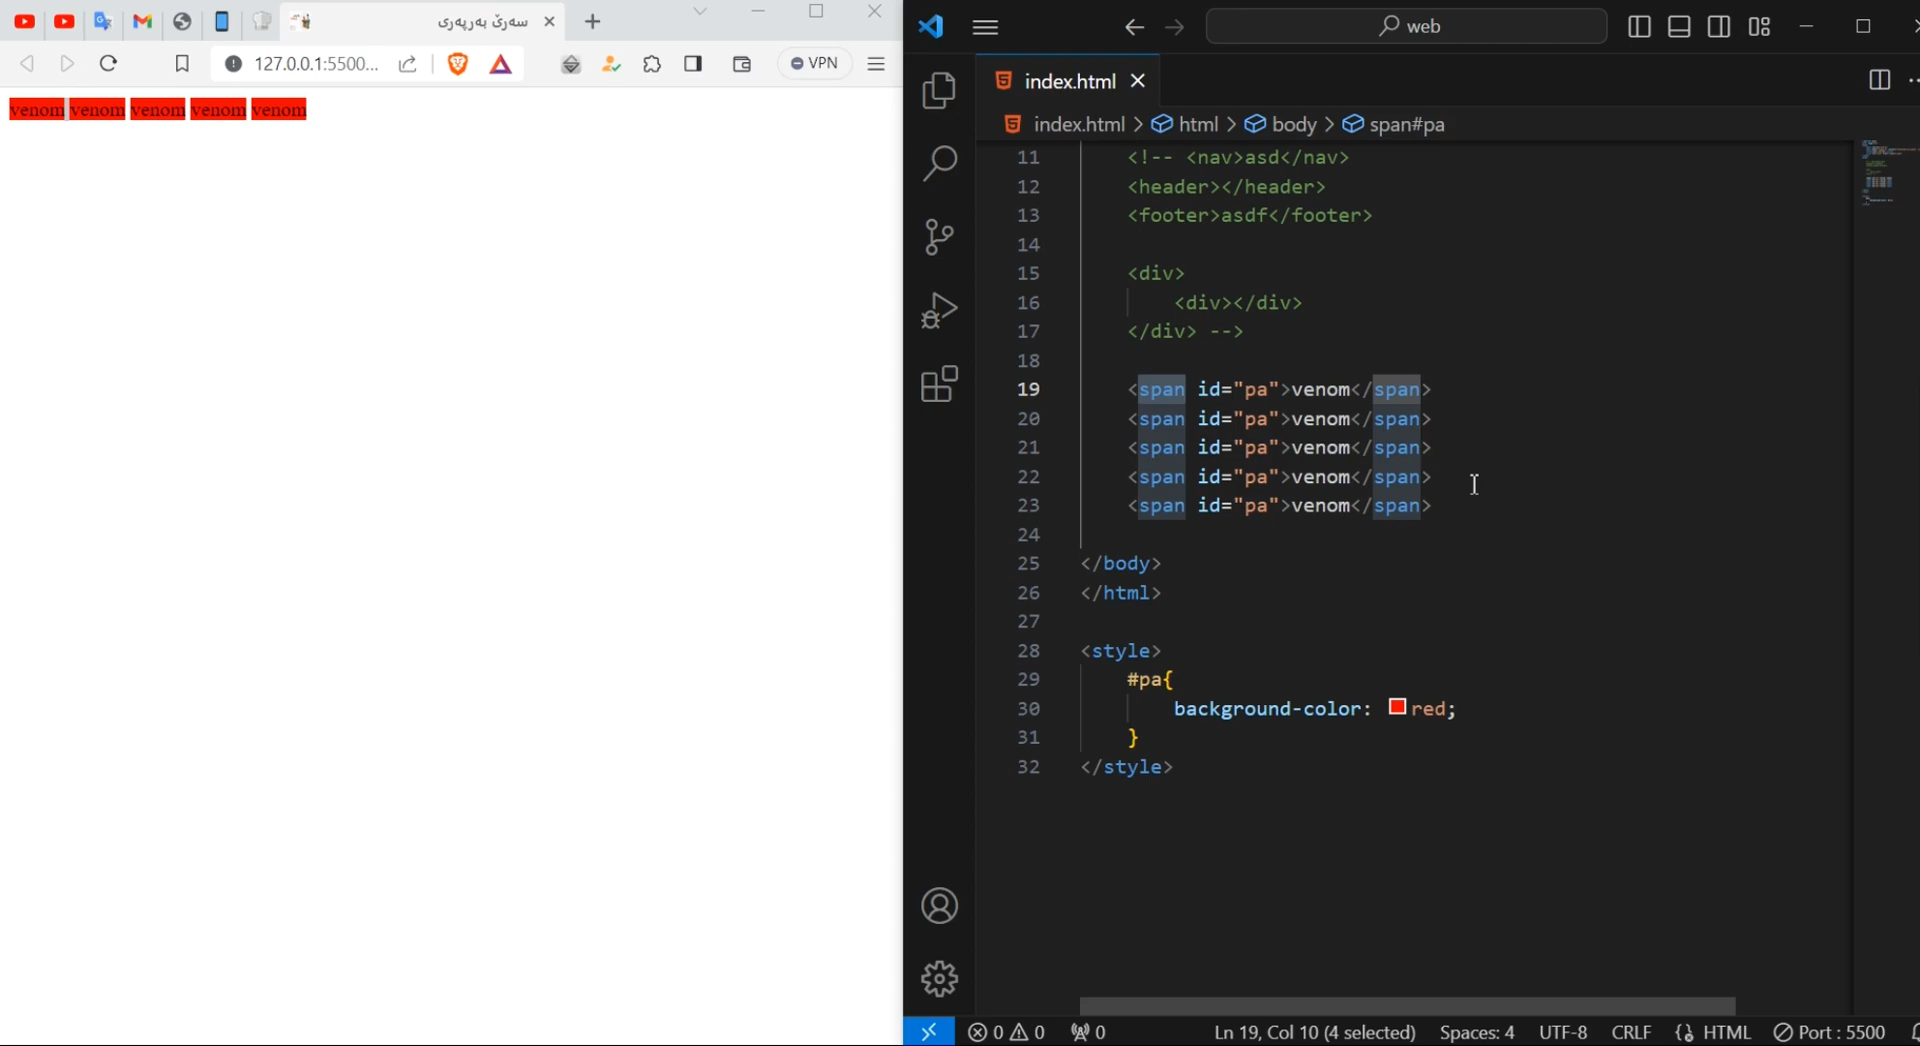 سەرێ بەرپەری
127.0.0.1:5500...
VPN
venom venom venom venom venom
web
index.html
index.html > html > body > span#pa
11 <!-- <nav>asd</nav>
12 <header></header>
13 <footer>asdf</footer>
14
15 <div>
16 <div></div>
17 </div> -->
18
19 <span id="pa">venom</span>
20 <span id="pa">venom</span>
21 <span id="pa">venom</span>
22 <span id="pa">venom</span>
23 <span id="pa">venom</span>
24
25 </body>
26 </html>
27
28 <style>
29 #pa{
30 background-color: red;
31 }
32 </style>
0 0 0 Ln 19, Col 10 (4 selected) Spaces: 4 UTF-8 CRLF {} HTML Port : 5500